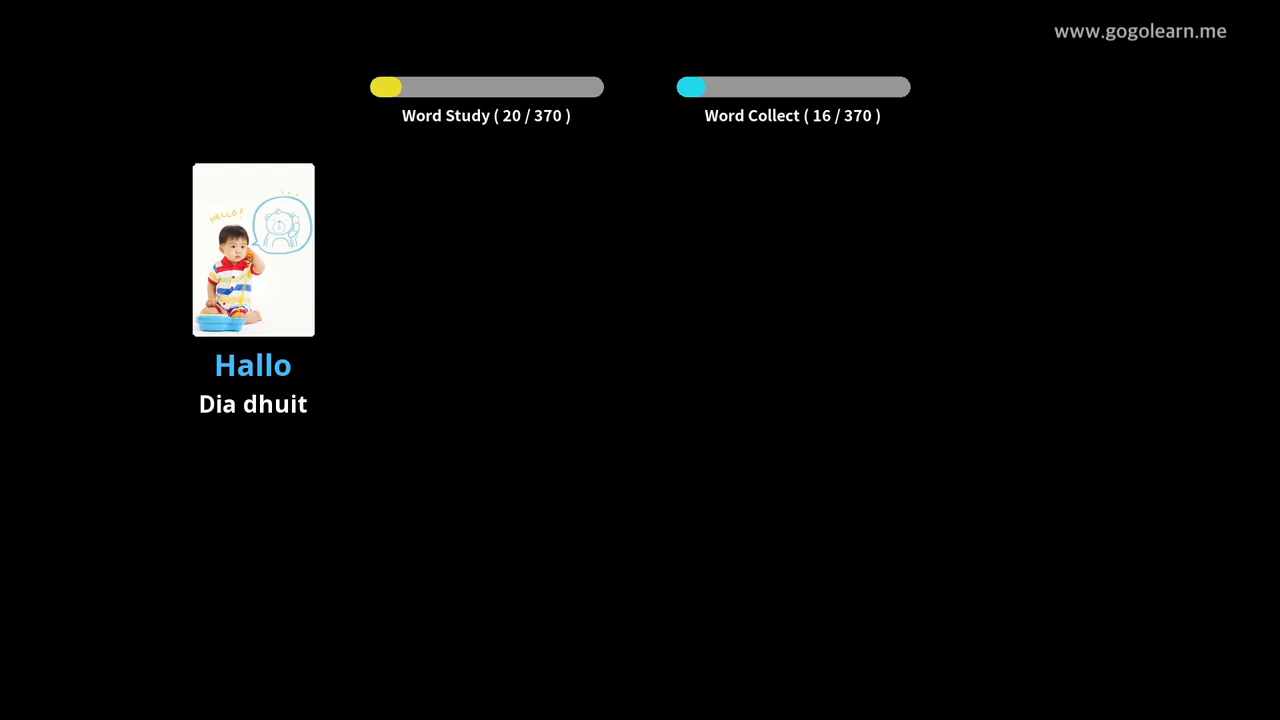 www.gogolearn.me
Word Study ( 20 / 370 )
Word Collect ( 16 / 370 )
HELLO?
Hallo
Dia dhuit